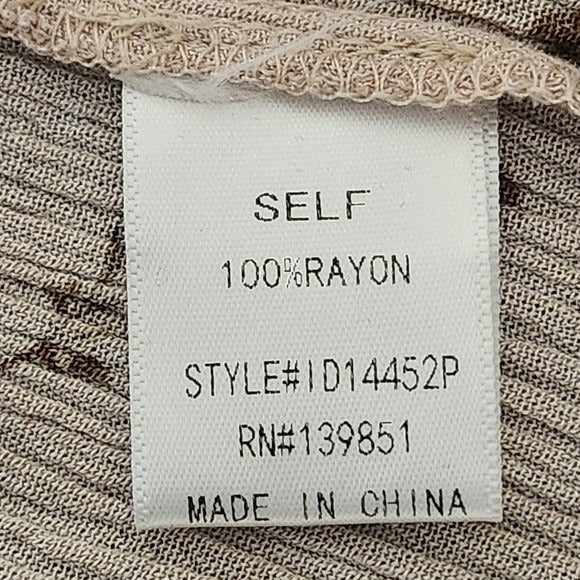 SELF
100%RAYON
STYLE#ID14452P
RN#139851
MADE IN CHINA